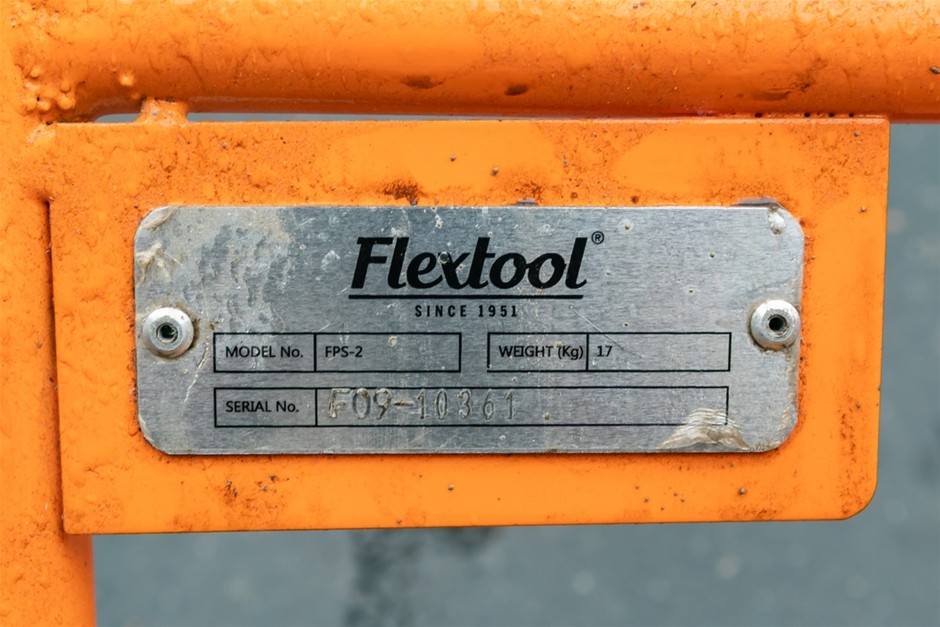 Flextool®
SINCE 1951
MODEL No. FPS-2 WEIGHT (Kg) 17
SERIAL No. F09-10361